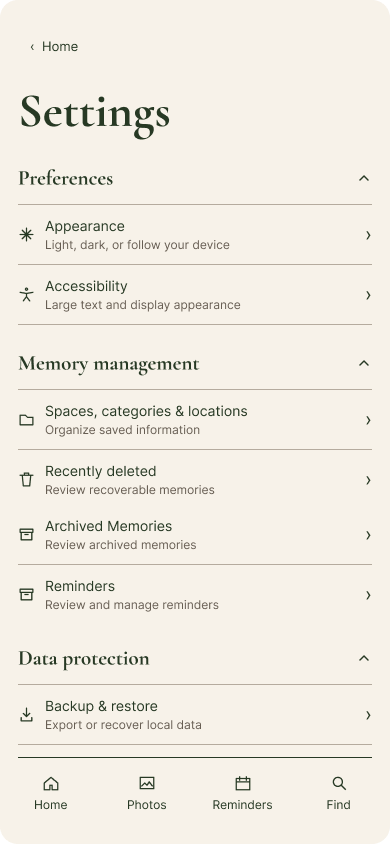 ‹ Home
Settings
Preferences
Appearance
Light, dark, or follow your device
Accessibility
Large text and display appearance
Memory management
Spaces, categories & locations
Organize saved information
Recently deleted
Review recoverable memories
Archived Memories
Review archived memories
Reminders
Review and manage reminders
Data protection
Backup & restore
Export or recover local data
Home Photos Reminders Find